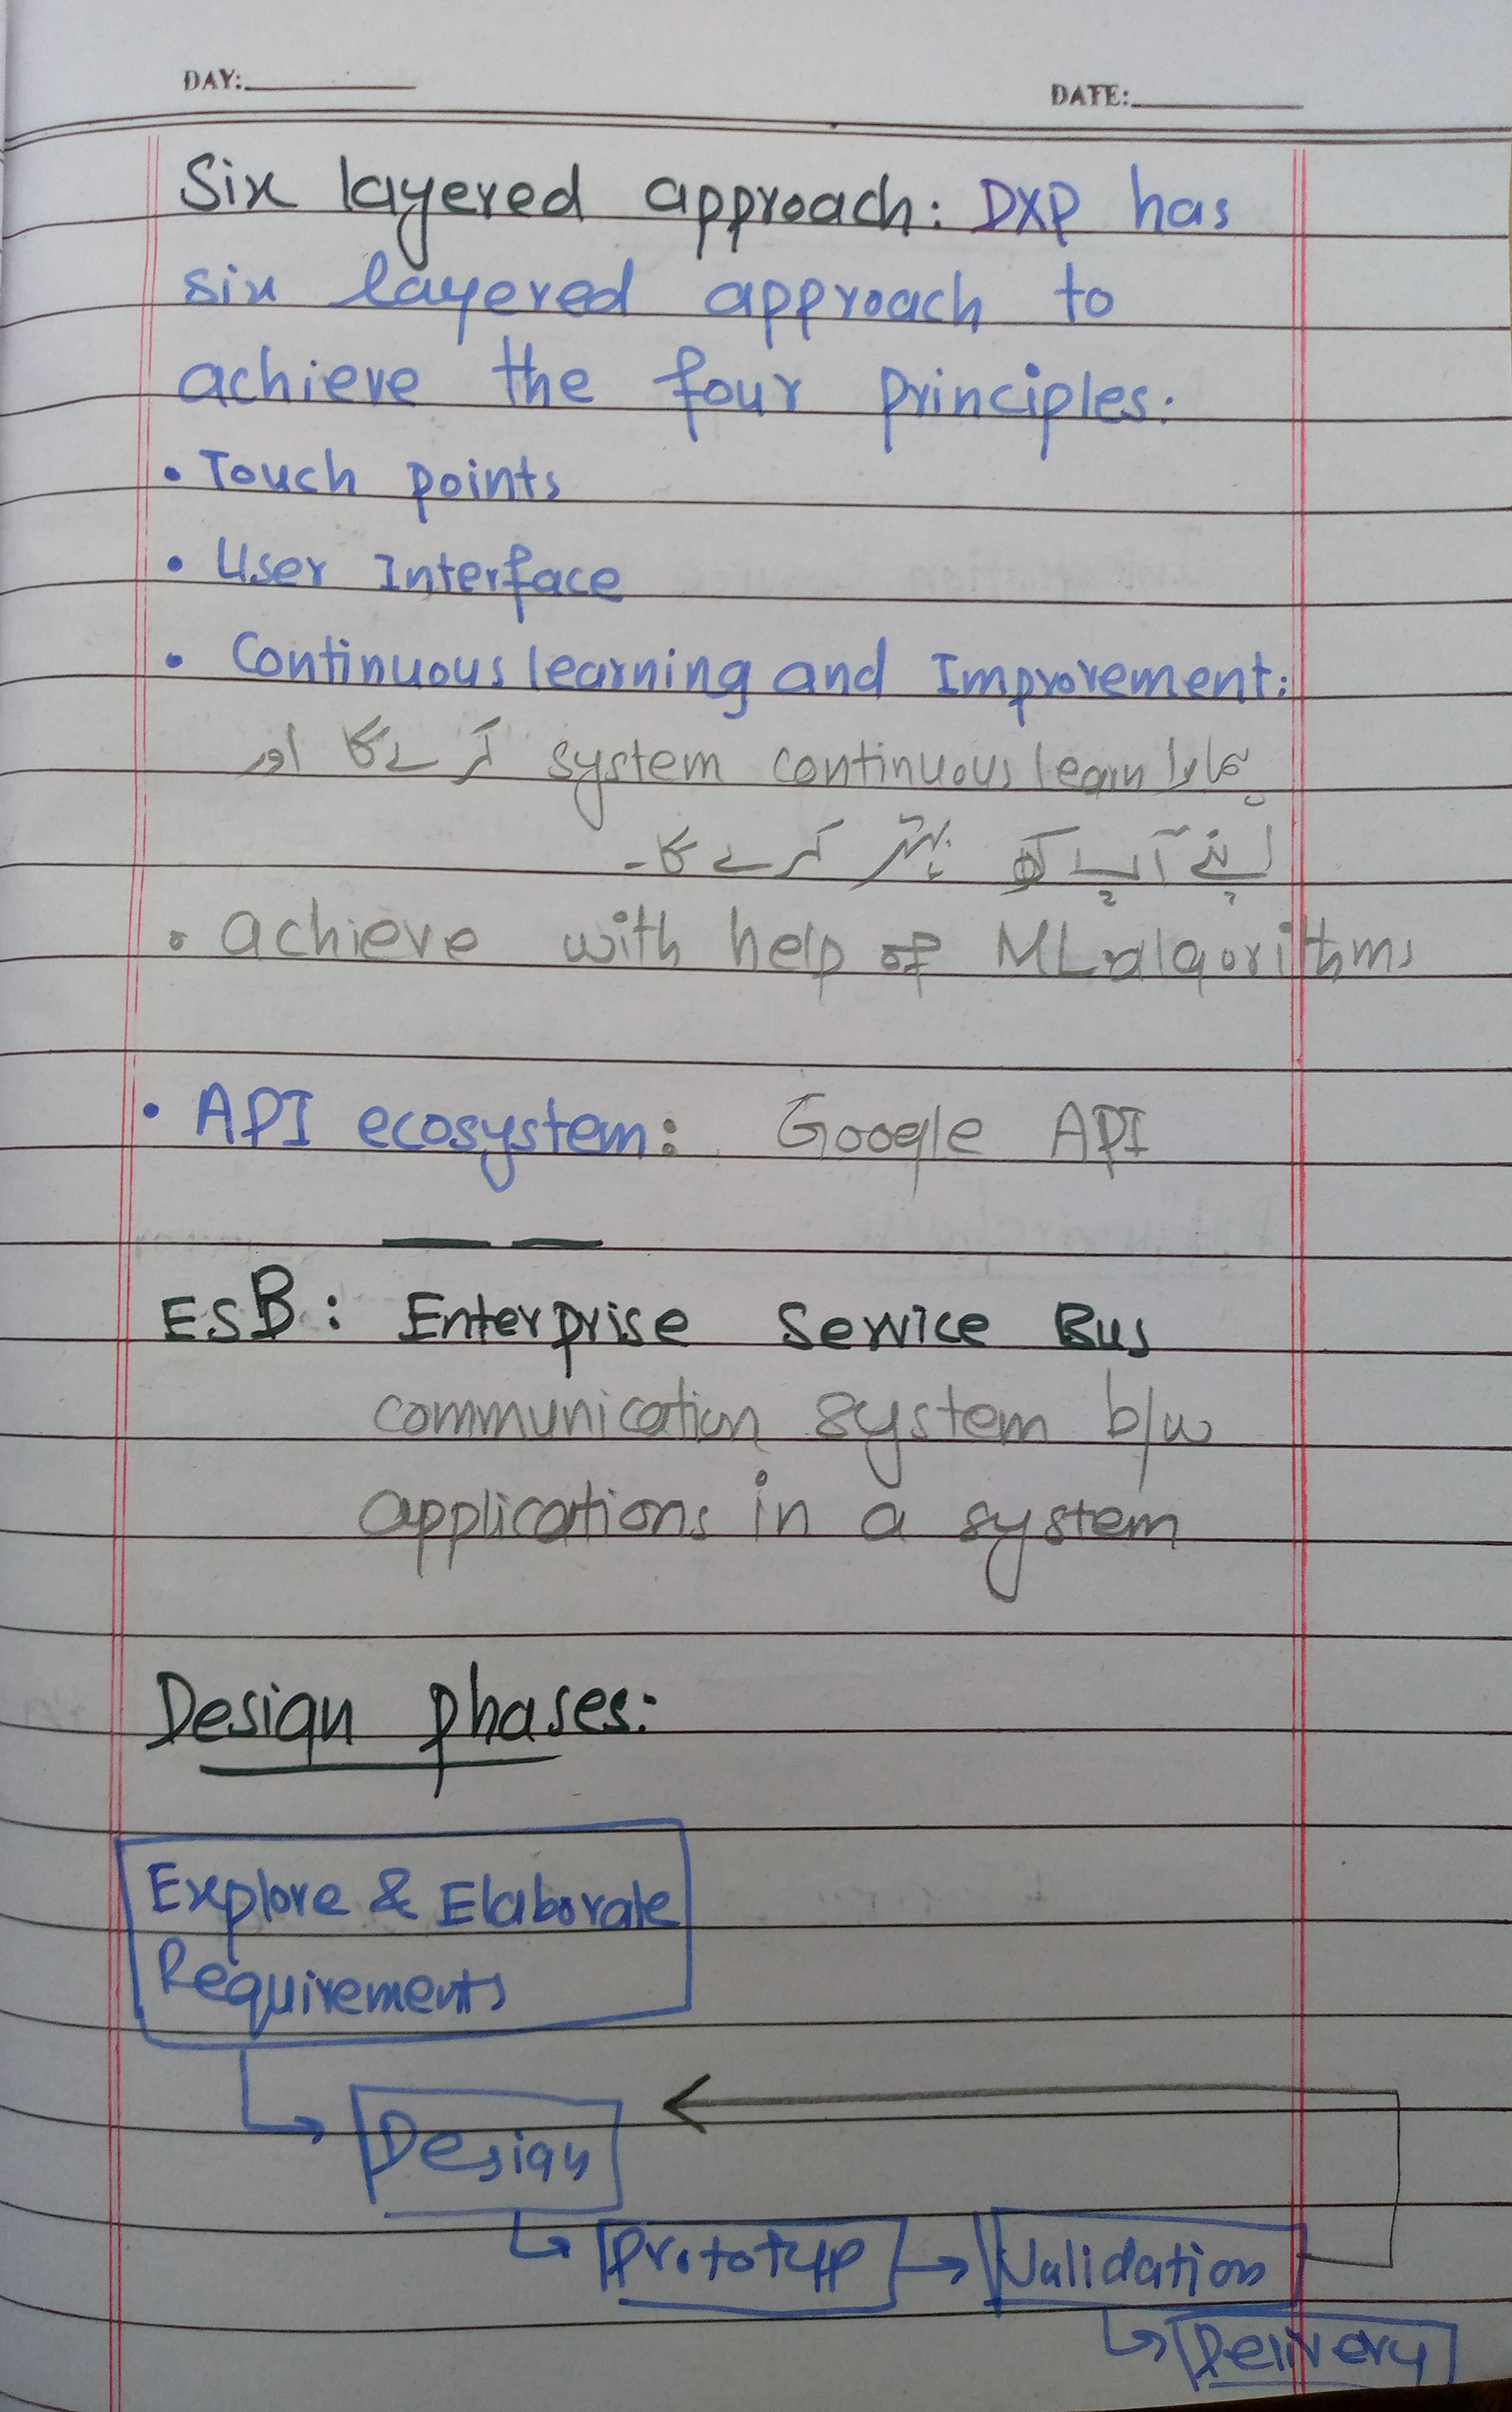 DAY:
DATE:
Six layered approach: DXP has
six layered approach to
achieve the four principles.
• Touch points
• User Interface
• Continuous learning and Improvement:
ہمارا system continuous learn کرے گا اور
اپنے آپ کو بہتر کرے گا۔
• achieve with help of ML algorithms
• API ecosystem: Google API
ESB: Enterprise Service Bus
communication system b/w
applications in a system
Design phases:
Explore & Elaborate
Requirements
Design
Prototyp
Validation
Delivery